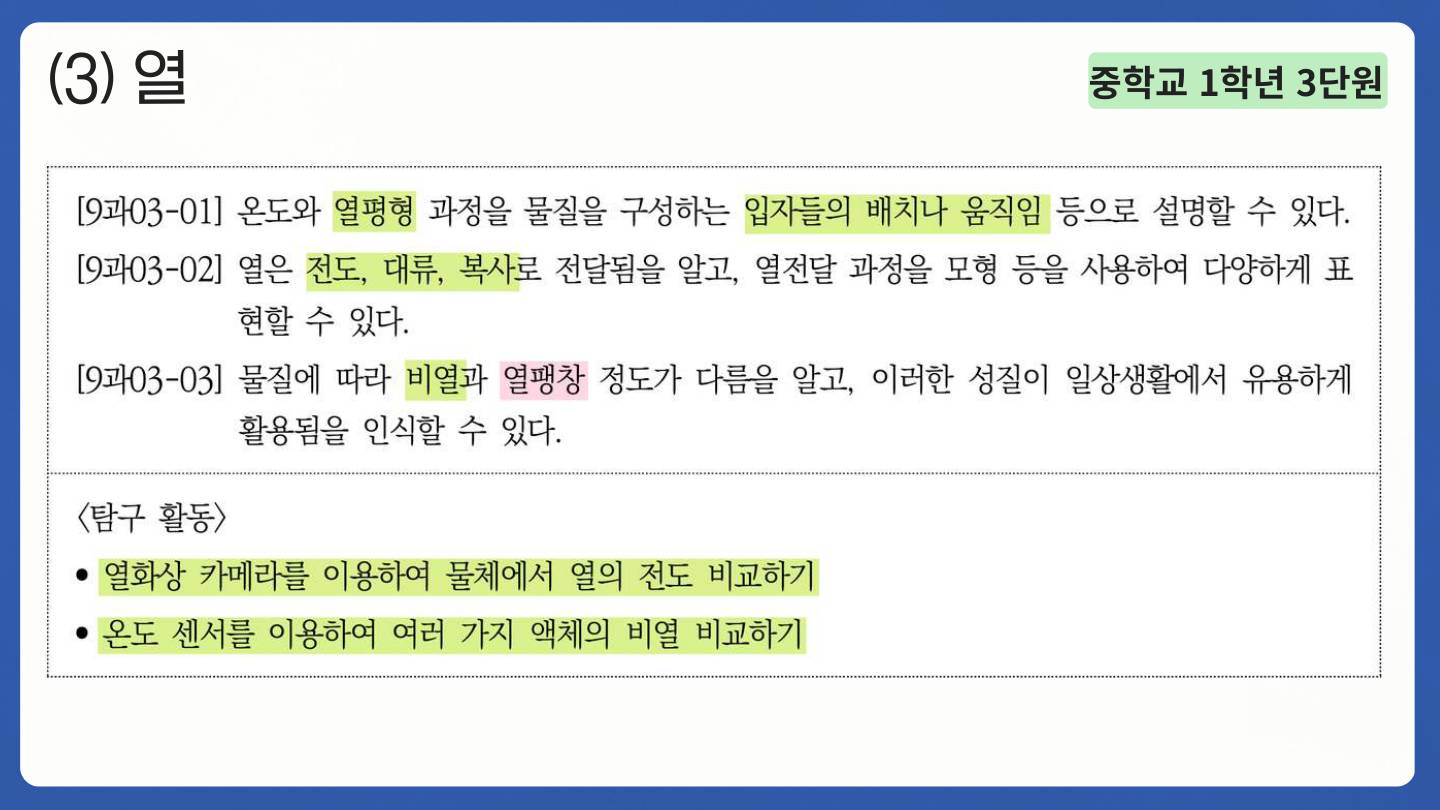 (3) 열
중학교 1학년 3단원
[9과03-01] 온도와 열평형 과정을 물질을 구성하는 입자들의 배치나 움직임 등으로 설명할 수 있다.
[9과03-02] 열은 전도, 대류, 복사로 전달됨을 알고, 열전달 과정을 모형 등을 사용하여 다양하게 표
현할 수 있다.
[9과03-03] 물질에 따라 비열과 열팽창 정도가 다름을 알고, 이러한 성질이 일상생활에서 유용하게
활용됨을 인식할 수 있다.
〈탐구 활동〉
• 열화상 카메라를 이용하여 물체에서 열의 전도 비교하기
• 온도 센서를 이용하여 여러 가지 액체의 비열 비교하기